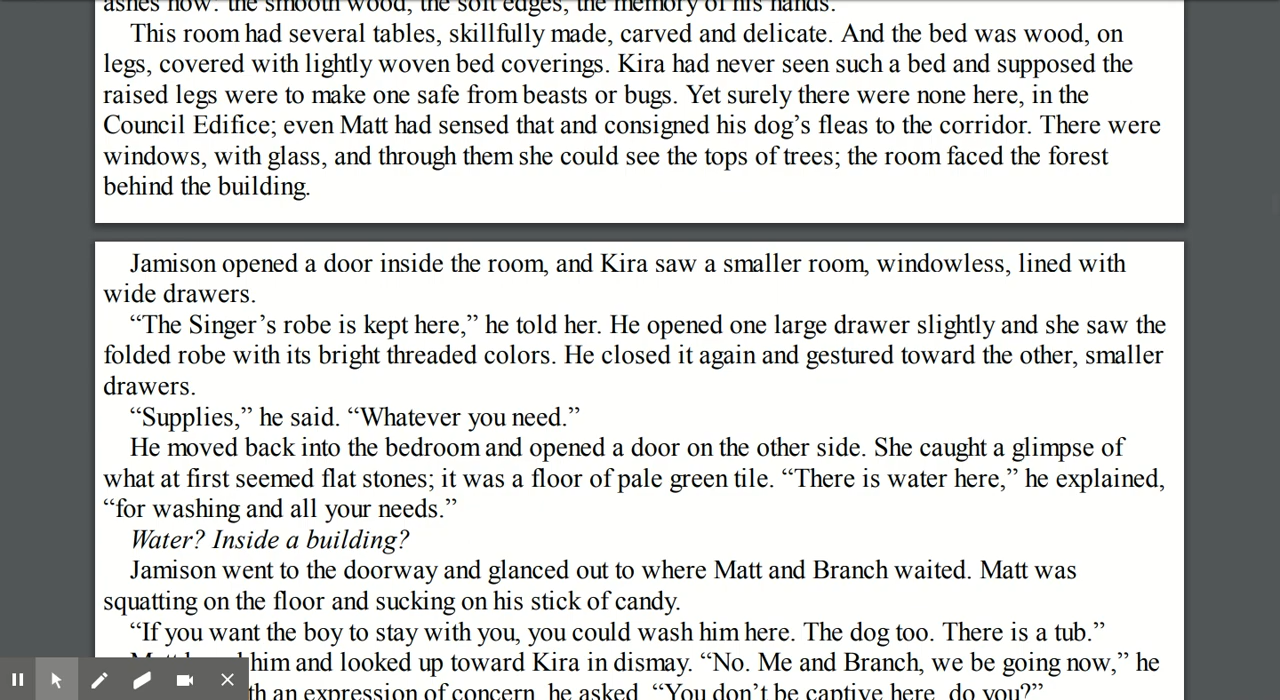 ashes now: the smooth wood, the soft edges, the memory of his hands.
This room had several tables, skillfully made, carved and delicate. And the bed was wood, on
legs, covered with lightly woven bed coverings. Kira had never seen such a bed and supposed the
raised legs were to make one safe from beasts or bugs. Yet surely there were none here, in the
Council Edifice; even Matt had sensed that and consigned his dog’s fleas to the corridor. There were
windows, with glass, and through them she could see the tops of trees; the room faced the forest
behind the building.
Jamison opened a door inside the room, and Kira saw a smaller room, windowless, lined with
wide drawers.
“The Singer’s robe is kept here,” he told her. He opened one large drawer slightly and she saw the
folded robe with its bright threaded colors. He closed it again and gestured toward the other, smaller
drawers.
“Supplies,” he said. “Whatever you need.”
He moved back into the bedroom and opened a door on the other side. She caught a glimpse of
what at first seemed flat stones; it was a floor of pale green tile. “There is water here,” he explained,
“for washing and all your needs.”
Water? Inside a building?
Jamison went to the doorway and glanced out to where Matt and Branch waited. Matt was
squatting on the floor and sucking on his stick of candy.
“If you want the boy to stay with you, you could wash him here. The dog too. There is a tub.”
him and looked up toward Kira in dismay. “No. Me and Branch, we be going now,” he
an expression of concern, he asked, “You don’t be captive here, do you?”